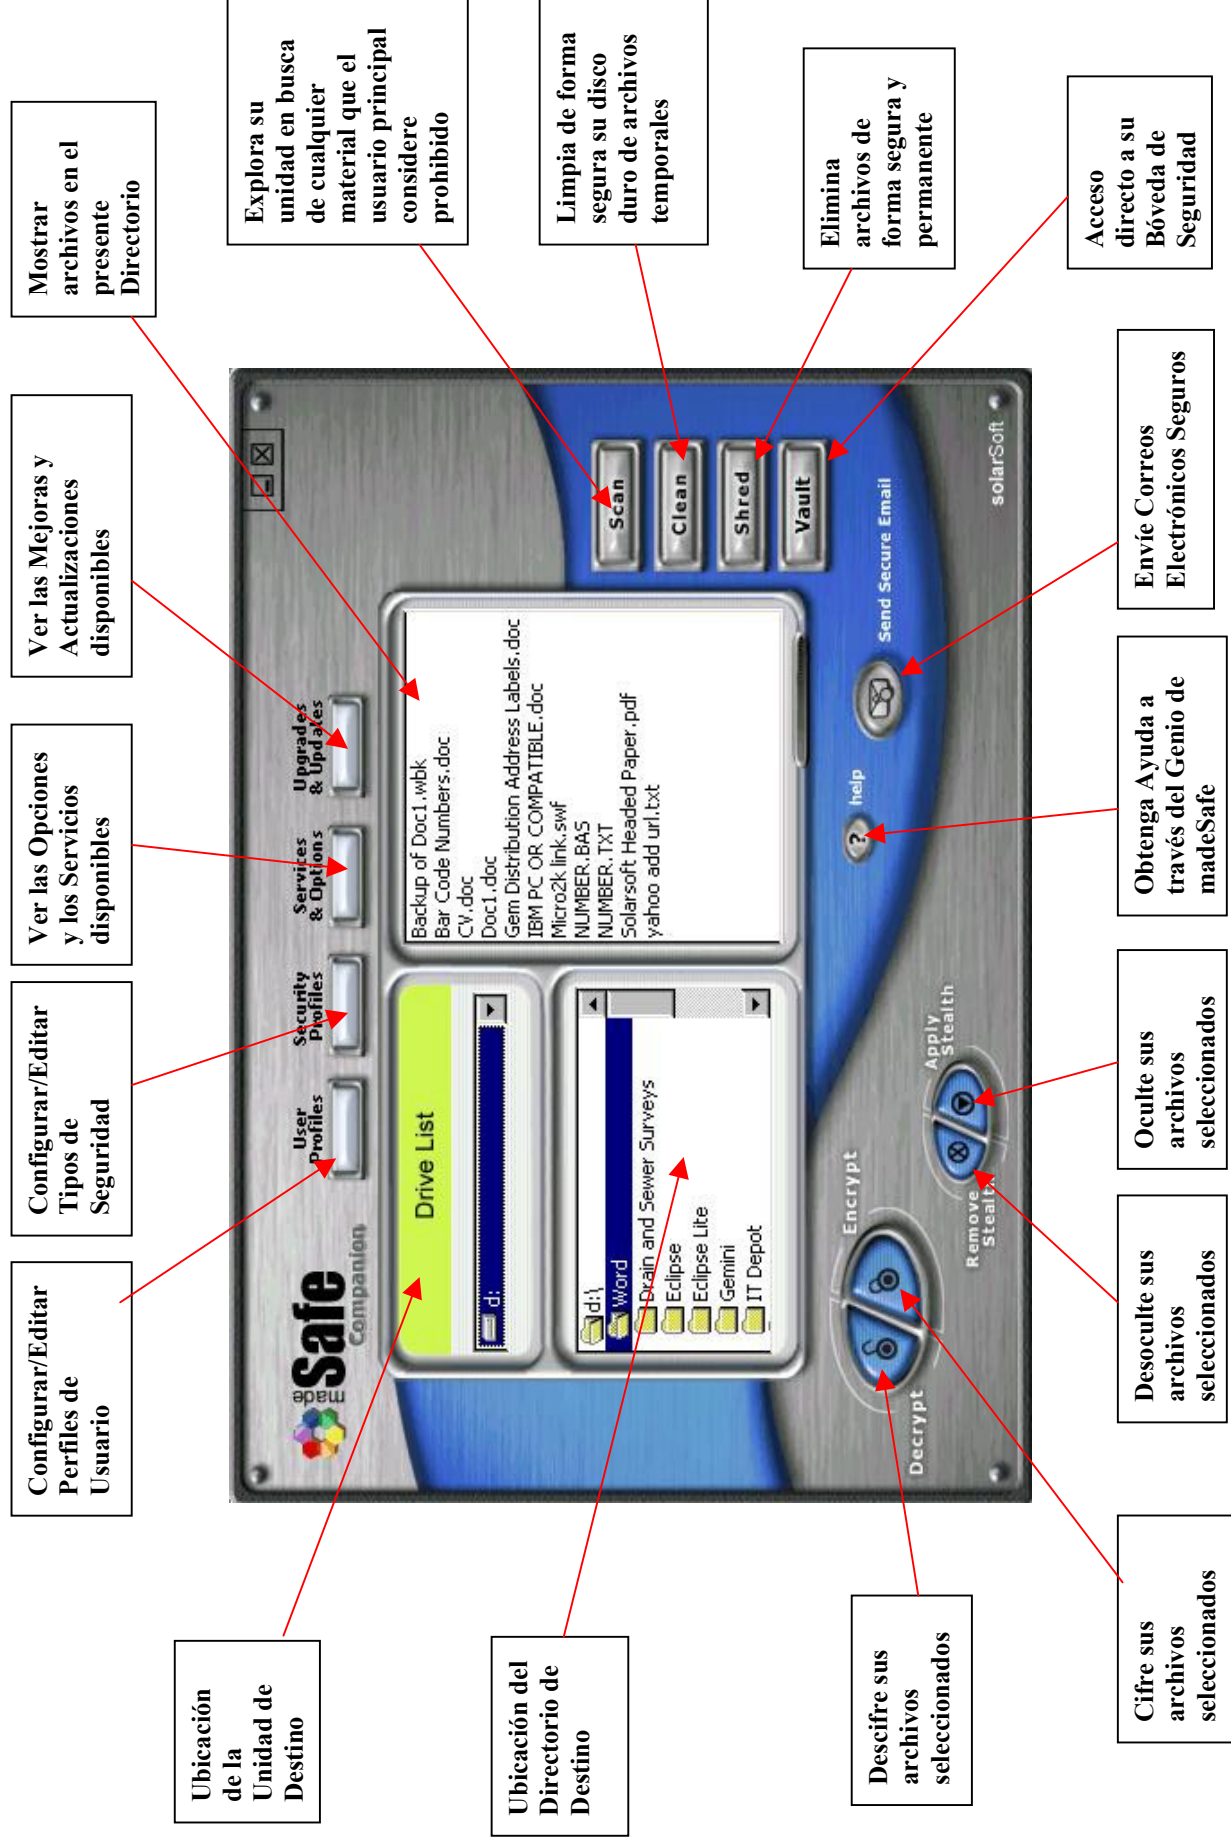 Configurar/Editar
Perfiles de
Usuario
Configurar/Editar
Tipos de
Seguridad
Ver las Opciones
y los Servicios
disponibles
Ver las Mejoras y
Actualizaciones
disponibles
Mostrar
archivos en el
presente
Directorio
Ubicación
de la
Unidad de
Destino
Explora su
unidad en busca
de cualquier
material que el
usuario principal
considere
prohibido
made
Safe
Companion
User
Profiles
Security
Profiles
Services
& Options
Upgrades
& Updates
Drive List
d:
d:\
Word
Drain and Sewer Surveys
Eclipse
Eclipse Lite
Gemini
IT Depot
Backup of Doc1.wbk
Bar Code Numbers.doc
CV.doc
Doc1.doc
Gem Distribution Address Labels.doc
IBM PC OR COMPATIBLE.doc
Micro2k link.swf
NUMBER.BAS
NUMBER.TXT
Solarsoft Headed Paper.pdf
yahoo add url.txt
Scan
Clean
Shred
Vault
Encrypt
Decrypt
Apply
Stealth
Remove
Stealth
? help
Send Secure Email
solarSoft
Ubicación del
Directorio de
Destino
Limpia de forma
segura su disco
duro de archivos
temporales
Elimina
archivos de
forma segura y
permanente
Descifre sus
archivos
seleccionados
Acceso
directo a su
Bóveda de
Seguridad
Cifre sus
archivos
seleccionados
Desoculte sus
archivos
seleccionados
Oculte sus
archivos
seleccionados
Obtenga Ayuda a
través del Genio de
madeSafe
Envíe Correos
Electrónicos Seguros